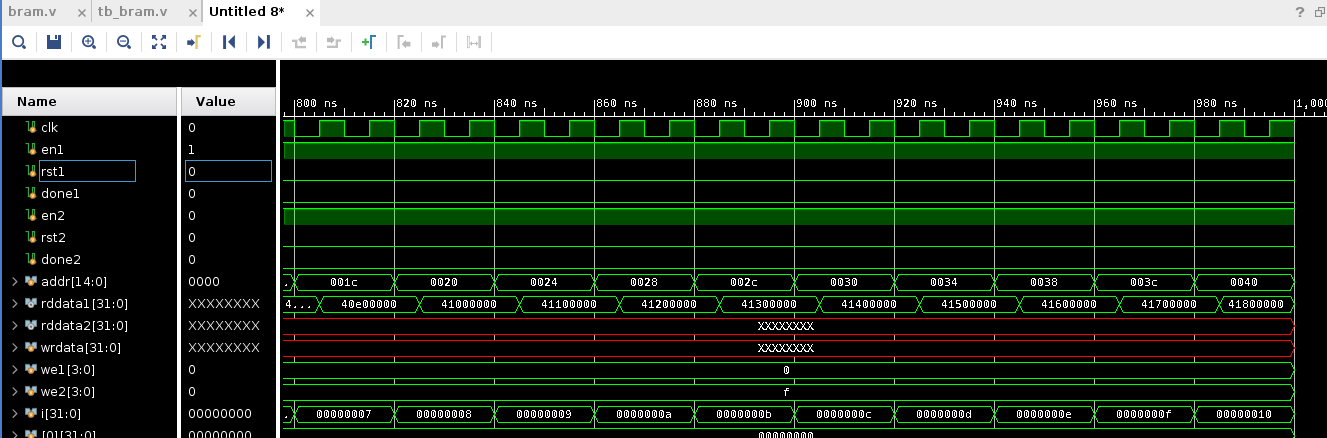 bram.v × tb_bram.v × Untitled 8* × ?
Name Value
800 ns 820 ns 840 ns 860 ns 880 ns 900 ns 920 ns 940 ns 960 ns 980 ns 1,000
clk 0
en1 1
rst1 0
done1 0
en2 0
rst2 0
done2 0
addr[14:0] 0000 001c 0020 0024 0028 002c 0030 0034 0038 003c 0040
rddata1[31:0] XXXXXXXX 4... 40e00000 41000000 41100000 41200000 41300000 41400000 41500000 41600000 41700000 41800000
rddata2[31:0] XXXXXXXX XXXXXXXX
wrdata[31:0] XXXXXXXX XXXXXXXX
we1[3:0] 0 0
we2[3:0] 0 f
i[31:0] 00000000 00000007 00000008 00000009 0000000a 0000000b 0000000c 0000000d 0000000e 0000000f 00000010
[0][31:0] 00000000 00000000